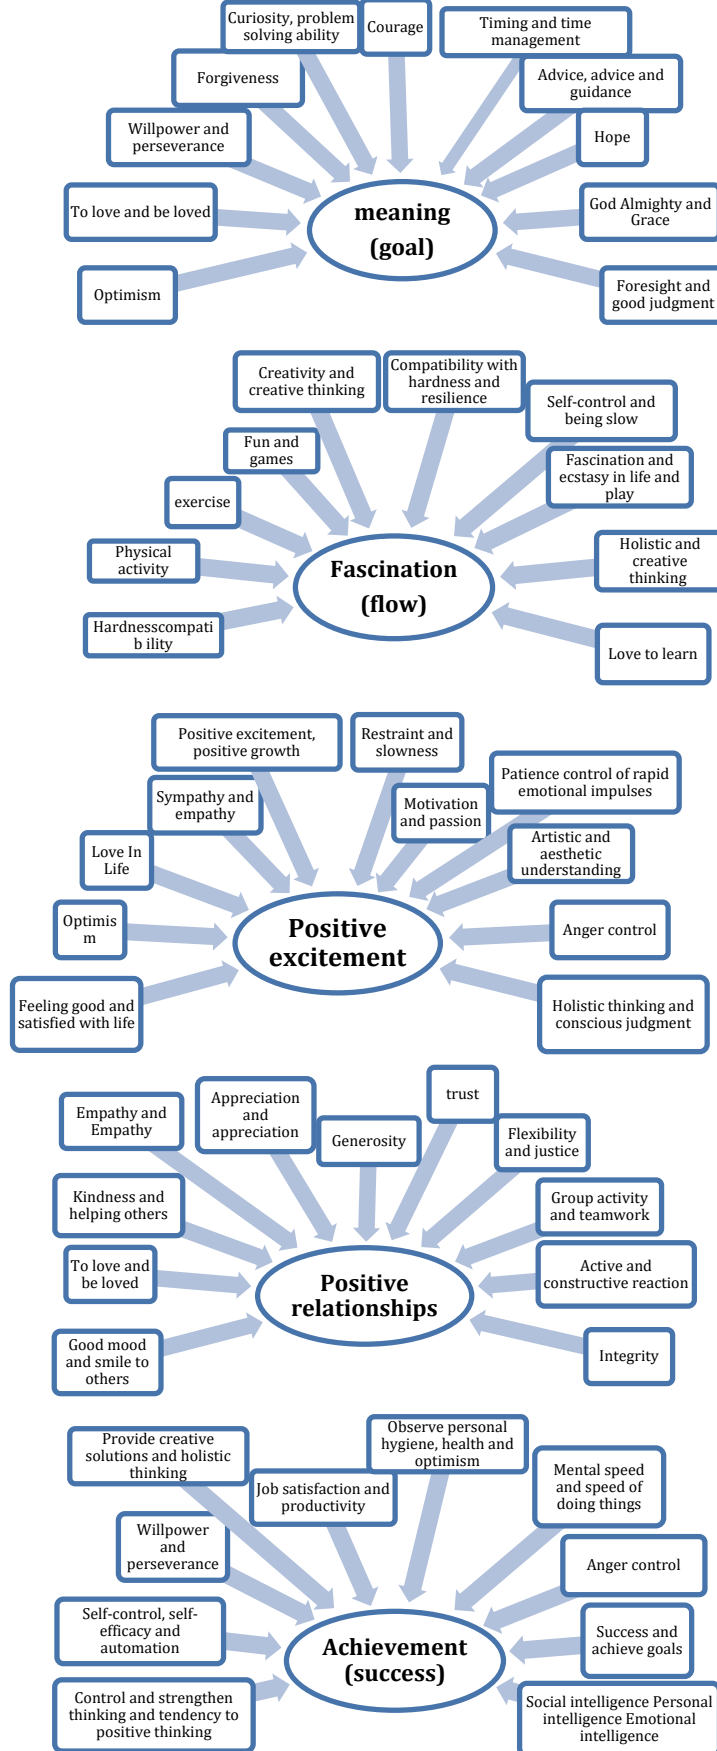 Curiosity, problem
solving ability
Courage
Timing and time
management
Forgiveness
Advice, advice and
guidance
Willpower and
perseverance
Hope
To love and be loved
God Almighty and
Grace
Optimism
Foresight and
good judgment
meaning
(goal)
Creativity and
creative thinking
Compatibility with
hardness and
resilience
Self-control and
being slow
Fun and
games
Fascination and
ecstasy in life and
play
exercise
Physical
activity
Holistic and
creative
thinking
Hardnesscompati
b ility
Love to learn
Fascination
(flow)
Positive excitement,
positive growth
Restraint and
slowness
Patience control of rapid
emotional impulses
Sympathy and
empathy
Motivation
and passion
Love In
Life
Artistic and
aesthetic
understanding
Optimis
m
Anger control
Feeling good and
satisfied with life
Holistic thinking and
conscious judgment
Positive
excitement
Empathy and
Empathy
Appreciation
and
appreciation
Generosity
trust
Flexibility
and justice
Kindness and
helping others
Group activity
and teamwork
To love and
be loved
Active and
constructive reaction
Good mood
and smile to
others
Integrity
Positive
relationships
Provide creative
solutions and holistic
thinking
Observe personal
hygiene, health and
optimism
Job satisfaction and
productivity
Mental speed
and speed of
doing things
Willpower
and
perseverance
Anger control
Self-control, self-
efficacy and
automation
Success and
achieve goals
Control and strengthen
thinking and tendency to
positive thinking
Social intelligence Personal
intelligence Emotional
intelligence
Achievement
(success)